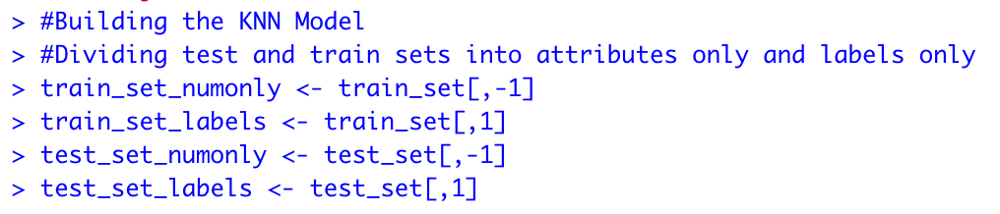 > #Building the KNN Model
> #Dividing test and train sets into attributes only and labels only
> train_set_numonly <- train_set[,-1]
> train_set_labels <- train_set[,1]
> test_set_numonly <- test_set[,-1]
> test_set_labels <- test_set[,1]